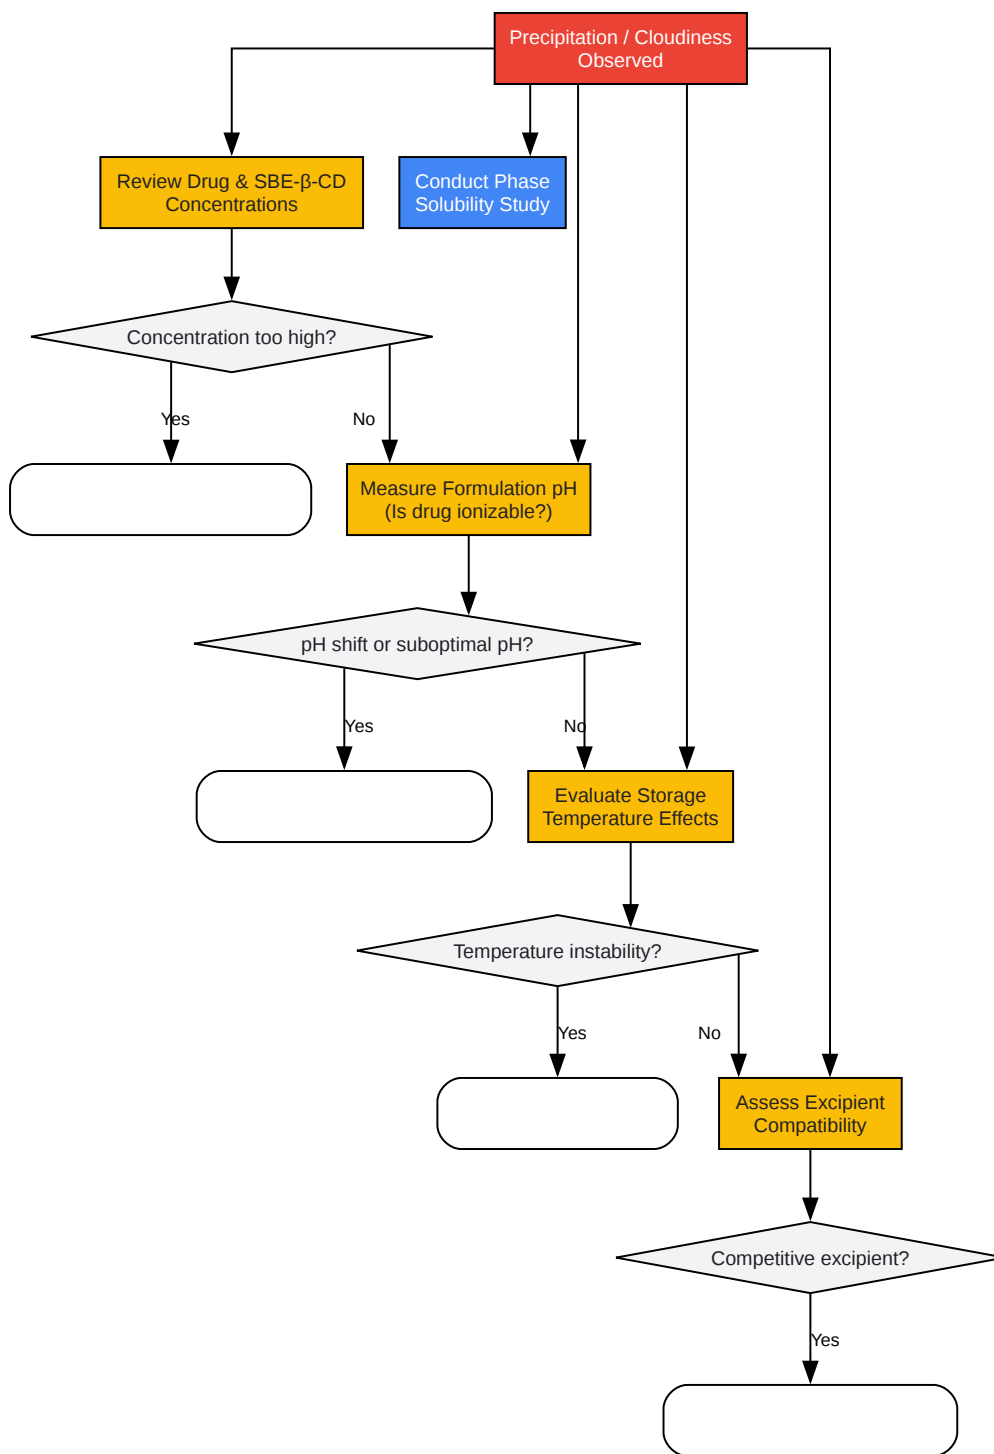 Precipitation / Cloudiness
Observed
Review Drug & SBE-β-CD
Concentrations
Conduct Phase
Solubility Study
Concentration too high?
Yes
No
Measure Formulation pH
(Is drug ionizable?)
pH shift or suboptimal pH?
Yes
No
Evaluate Storage
Temperature Effects
Temperature instability?
Yes
No
Assess Excipient
Compatibility
Competitive excipient?
Yes